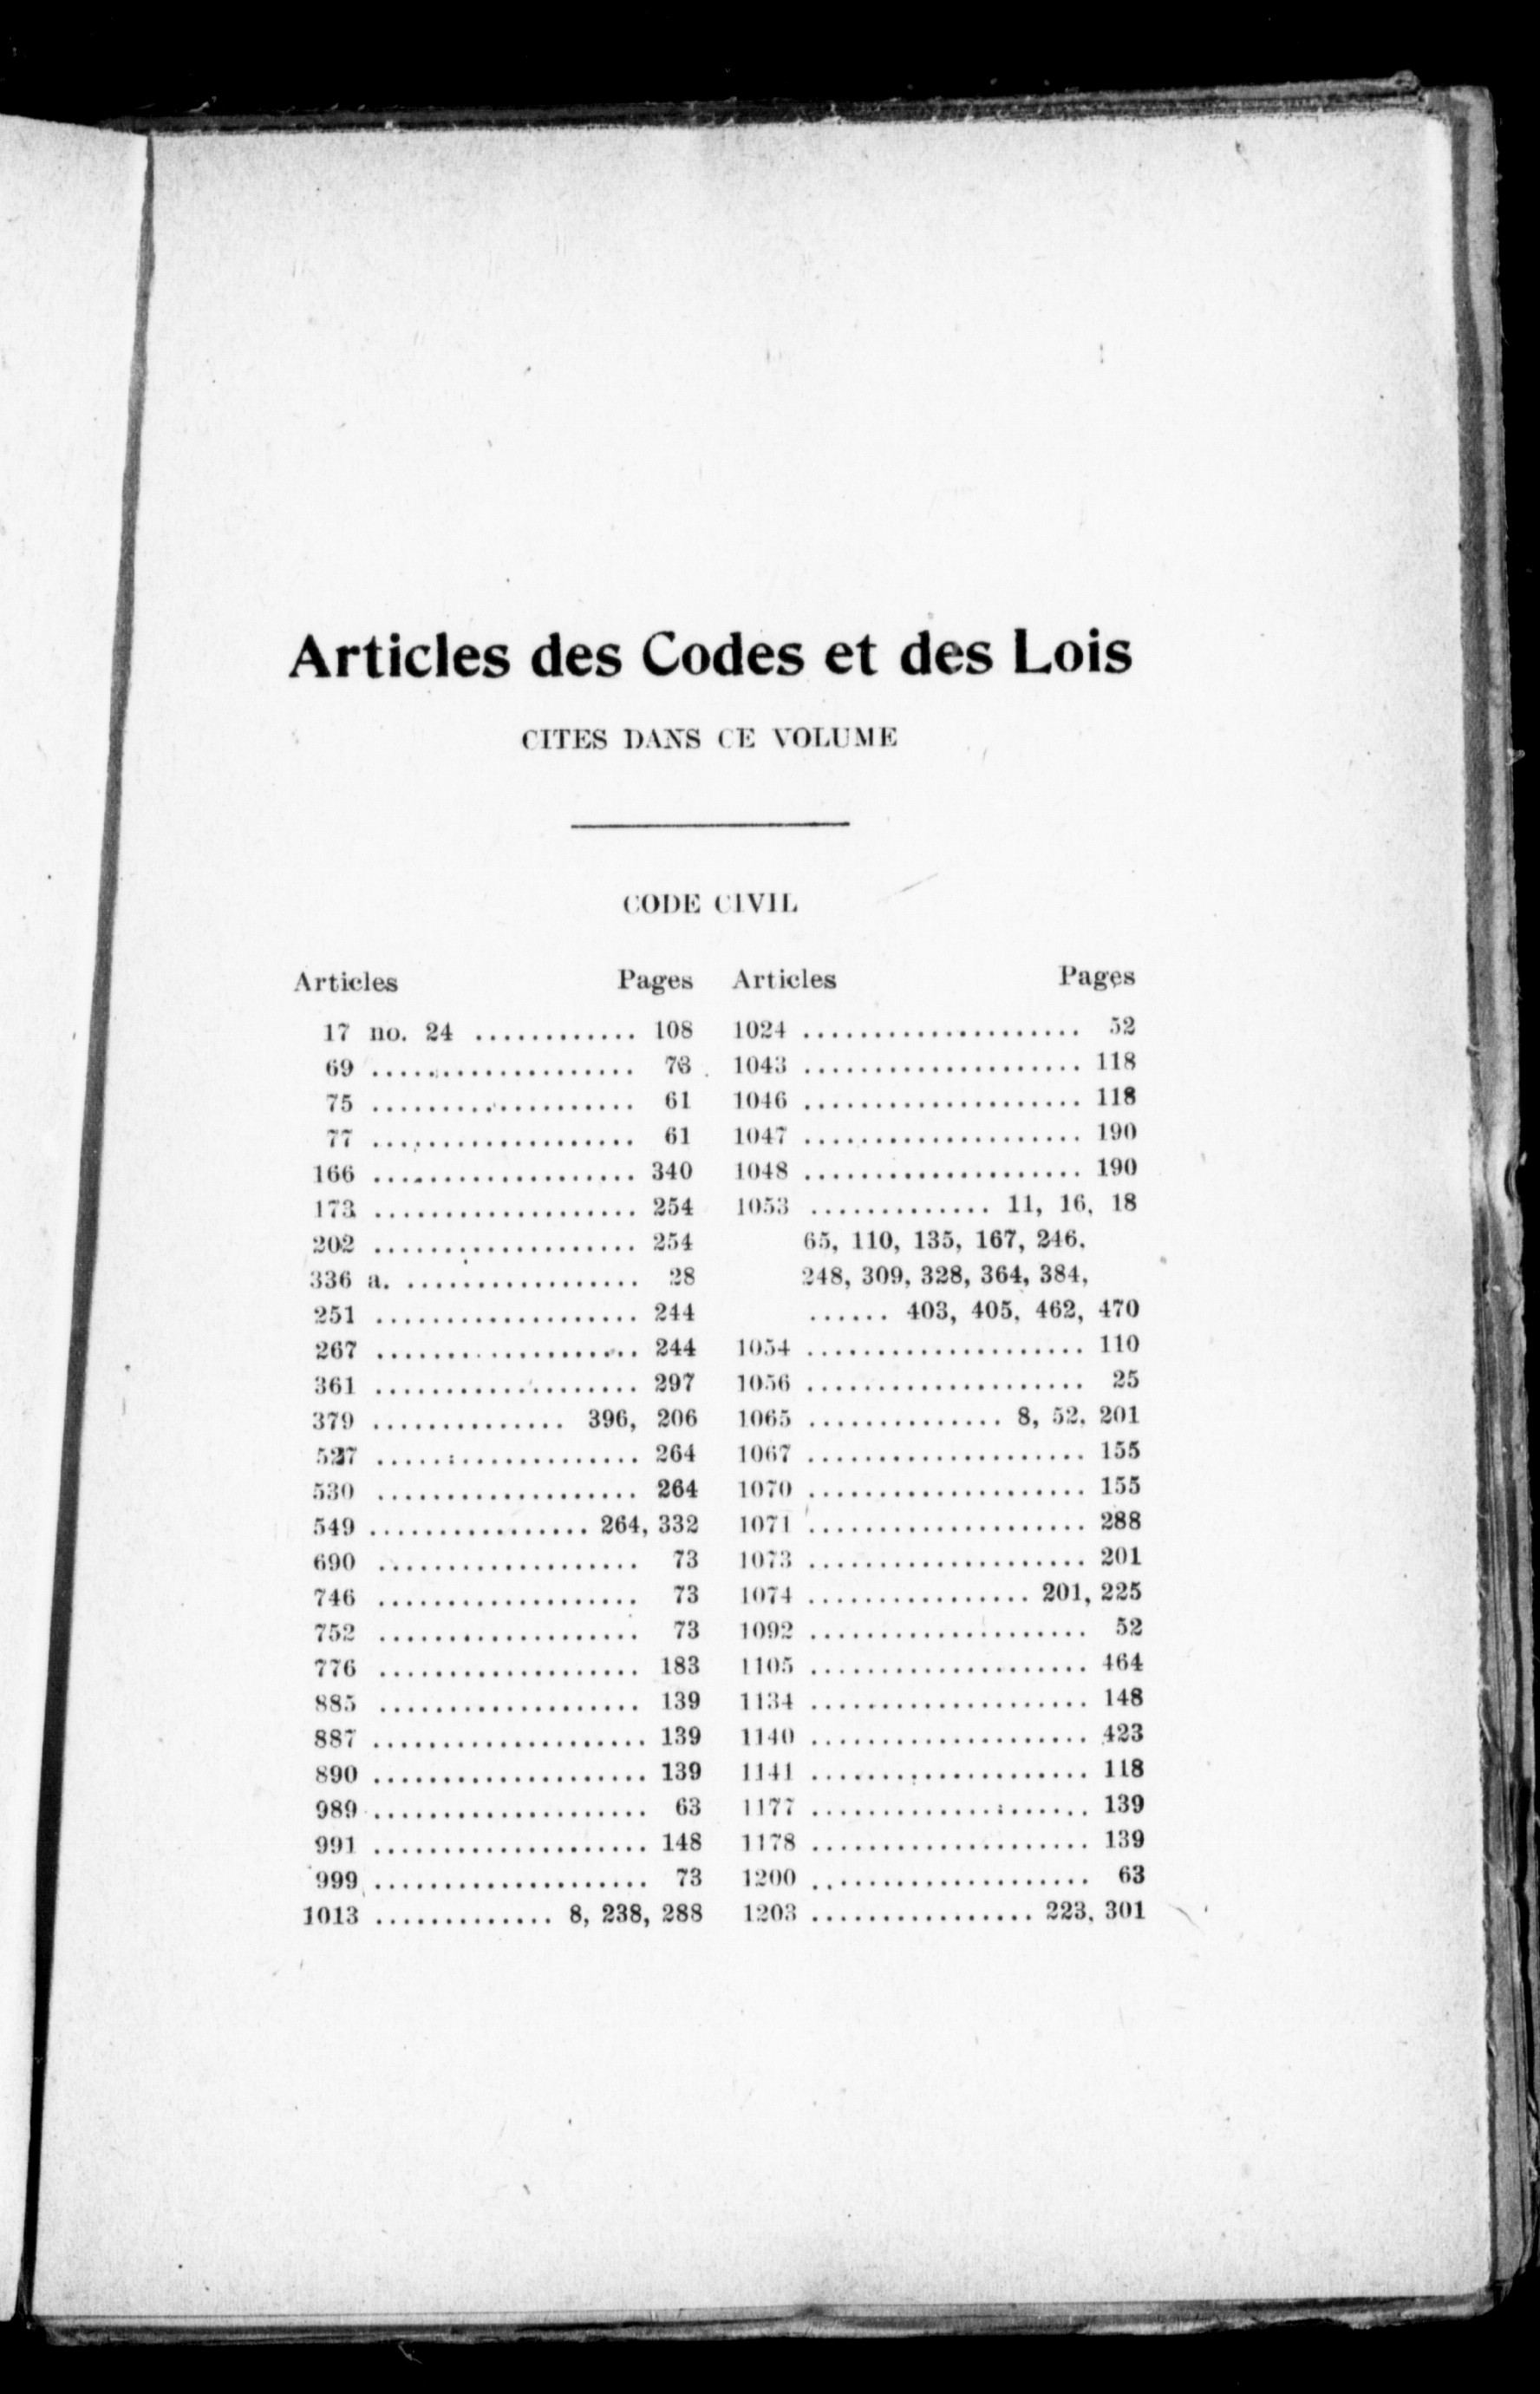 Articles des Codes et des Lois
CITES DANS CE VOLUME
CODE CIVIL
Articles Pages
17 no. 24 ............ 108
69 ................... 73
75 ................... 61
77 ................... 61
166 ................... 340
173 ................... 254
202 ................... 254
336 a. ................. 28
251 ................... 244
267 ................... 244
361 ................... 297
379 .............. 396, 206
527 ................... 264
530 ................... 264
549 ................ 264, 332
690 ................... 73
746 ................... 73
752 ................... 73
776 ................... 183
885 ................... 139
887 .................... 139
890 .................... 139
989 .................... 63
991 .................... 148
999 .................... 73
1013 ............. 8, 238, 288
Articles Pages
1024 .................... 52
1043 .................... 118
1046 .................... 118
1047 .................... 190
1048 .................... 190
1053 ............. 11, 16, 18
65, 110, 135, 167, 246,
248, 309, 328, 364, 384,
...... 403, 405, 462, 470
1054 .................... 110
1056 .................... 25
1065 .............. 8, 52, 201
1067 .................... 155
1070 .................... 155
1071 .................... 288
1073 .................... 201
1074 ................ 201, 225
1092 .................... 52
1105 .................... 464
1134 .................... 148
1140 .................... 423
1141 .................... 118
1177 .................... 139
1178 .................... 139
1200 .................... 63
1203 ................ 223, 301